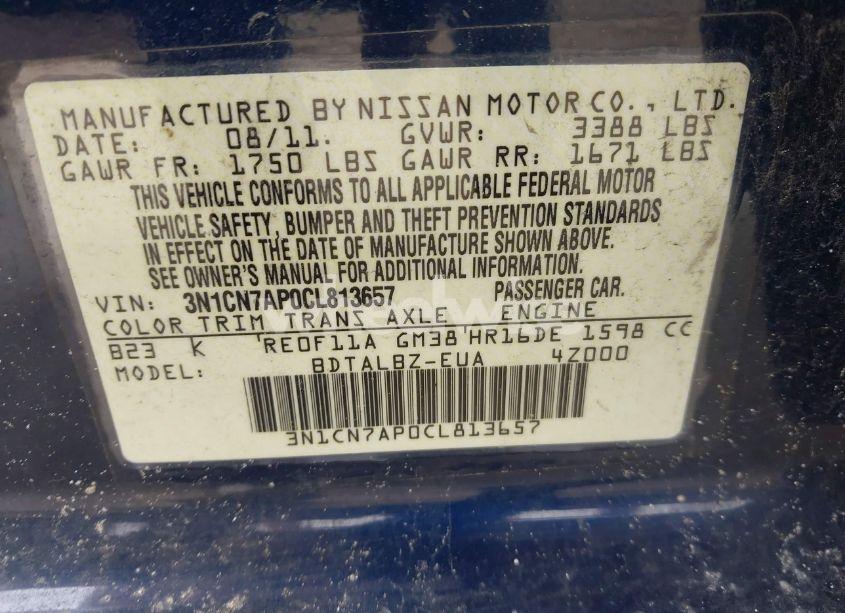 MANUFACTURED BY NISSAN MOTOR CO., LTD.
DATE: 08/11. GVWR: 3388 LBS
GAWR FR: 1750 LBS GAWR RR: 1671 LBS
THIS VEHICLE CONFORMS TO ALL APPLICABLE FEDERAL MOTOR
VEHICLE SAFETY, BUMPER AND THEFT PREVENTION STANDARDS
IN EFFECT ON THE DATE OF MANUFACTURE SHOWN ABOVE.
SEE OWNER'S MANUAL FOR ADDITIONAL INFORMATION.
VIN: 3N1CN7AP0CL813657 PASSENGER CAR.
COLOR TRIM TRANS AXLE ENGINE
B23 K RE0F11A GM38 HR16DE 1598 CC
MODEL: BDTALBZ-EUA 4Z000
3N1CN7AP0CL813657